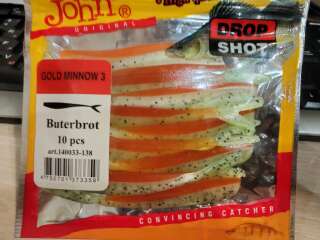 John®
ORIGINAL
DROP
SHOT
GOLD MINNOW 3
Buterbrot
10 pcs
art.140033-138
CONVINCING CATCHER